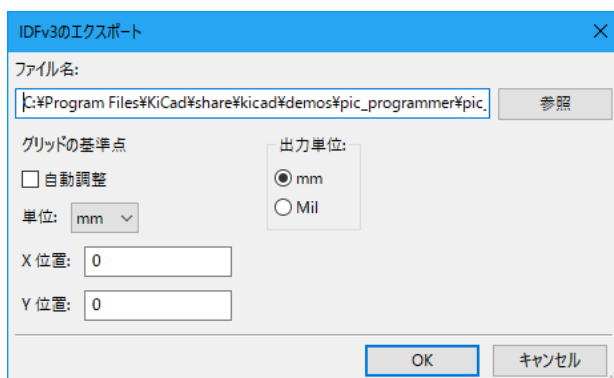 IDFv3のエクスポート
ファイル名:
C:¥Program Files¥KiCad¥share¥kicad¥demos¥pic_programmer¥pic_
参照
グリッドの基準点
出力単位:
自動調整
mm
単位: mm
Mil
X 位置: 0
Y 位置: 0
OK
キャンセル